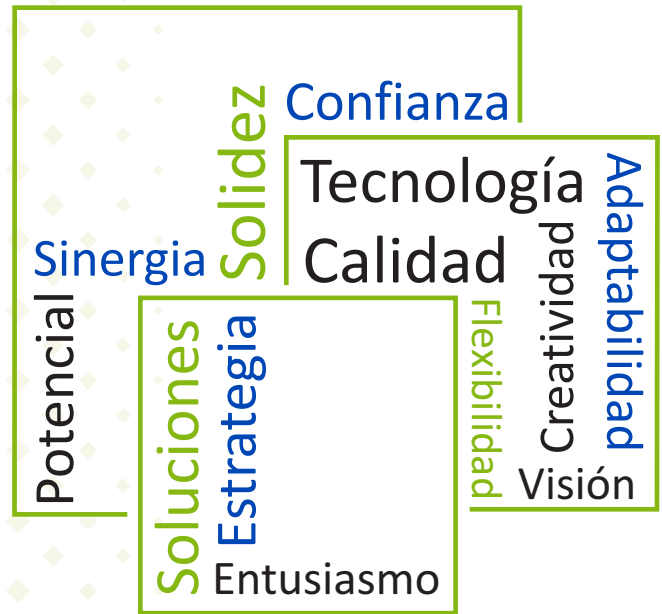 Confianza
Solidez
Tecnología
Adaptabilidad
Sinergia
Calidad
Creatividad
Potencial
Flexibilidad
Soluciones
Estrategia
Visión
Entusiasmo